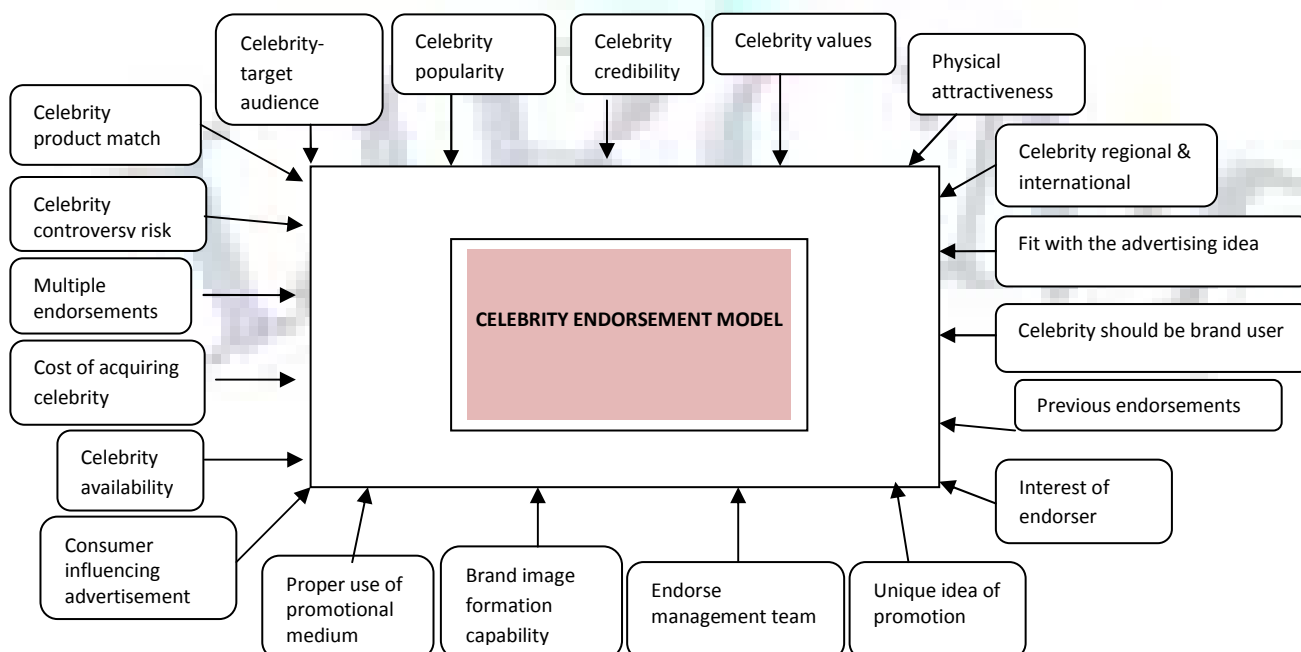 Celebrity-
target
audience
Celebrity
popularity
Celebrity
credibility
Celebrity values
Physical
attractiveness
Celebrity
product match
Celebrity regional &
international
Celebrity
controversy risk
Fit with the advertising idea
Multiple
endorsements
CELEBRITY ENDORSEMENT MODEL
Celebrity should be brand user
Cost of acquiring
celebrity
Previous endorsements
Celebrity
availability
Interest of
endorser
Consumer
influencing
advertisement
Proper use of
promotional
medium
Brand image
formation
capability
Endorse
management team
Unique idea of
promotion